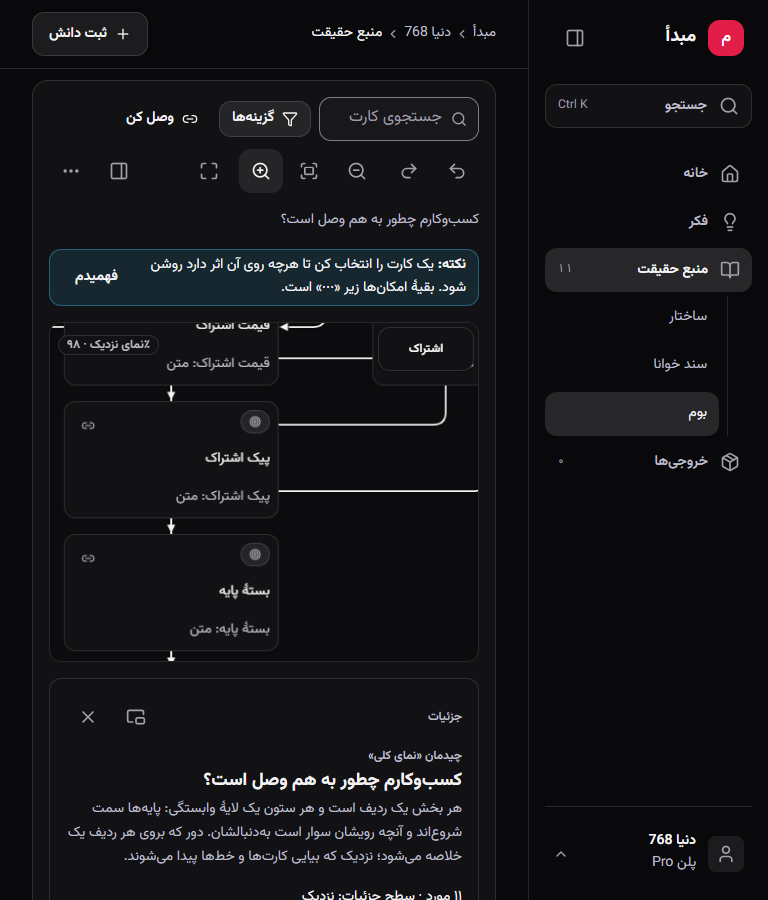 م
مبدأ
جستجو
Ctrl K
خانه
فکر
منبع حقیقت
۱۱
ساختار
سند خوانا
بوم
خروجی‌ها
۰
دنیا 768
پلن Pro
مبدأ › دنیا 768 › منبع حقیقت
+ ثبت دانش
جستجوی کارت
گزینه‌ها
وصل کن
کسب‌وکارم چطور به هم وصل است؟
نکته: یک کارت را انتخاب کن تا هرچه روی آن اثر دارد روشن
شود. بقیهٔ امکان‌ها زیر «···» است.
فهمیدم
قیمت اشتراک
اشتراک
٪نمای نزدیک · ۹۸
قیمت اشتراک: متن
پیک اشتراک
پیک اشتراک: متن
بستهٔ پایه
بستهٔ پایه: متن
جزئیات
چیدمان «نمای کلی»
کسب‌وکارم چطور به هم وصل است؟
هر بخش یک ردیف است و هر ستون یک لایهٔ وابستگی: پایه‌ها سمت
شروع‌اند و آنچه رویشان سوار است به‌دنبالشان. دور که بروی هر ردیف یک
خلاصه می‌شود؛ نزدیک که بیایی کارت‌ها و خط‌ها پیدا می‌شوند.
۱۱ مورد · سطح جزئیات: نزدیک